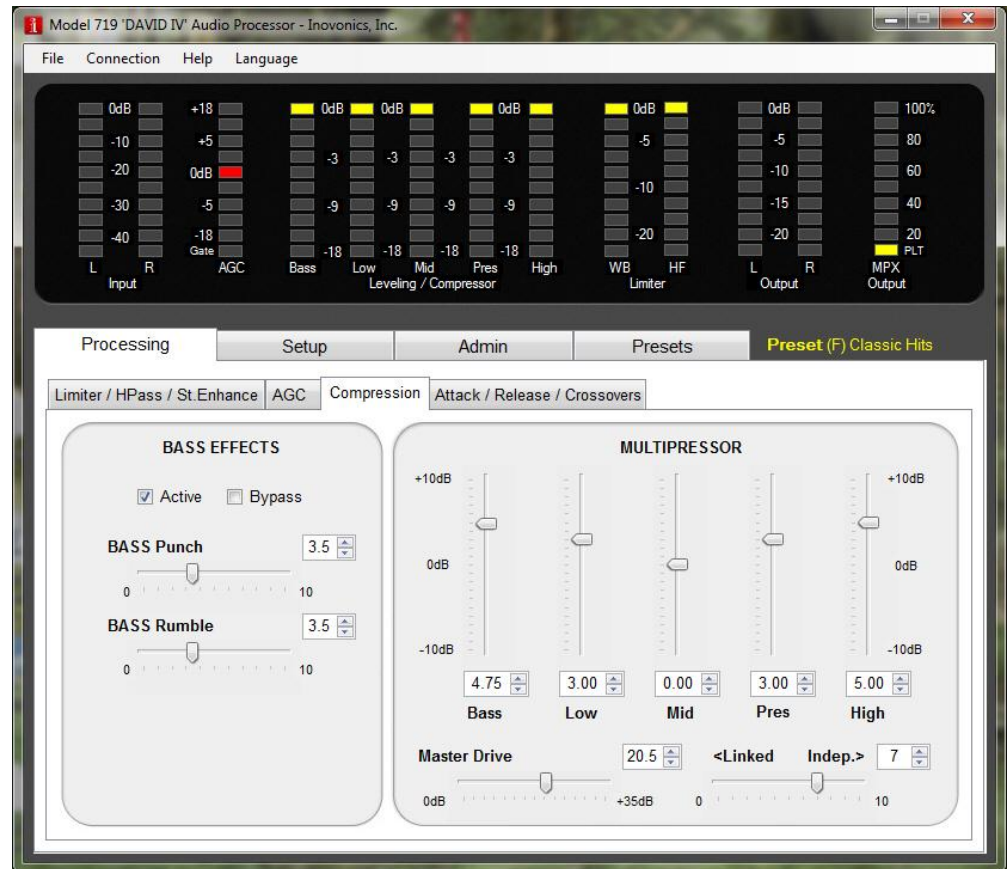 Model 719 'DAVID IV' Audio Processor - Inovonics, Inc.
File Connection Help Language
0dB +18 0dB 0dB 0dB 0dB 0dB 100%
-10 +5 -5 -5 80
-3 -3 -3 -3
-20 0dB -10 60
-10
-30 -5 -9 -9 -9 -9 -15 40
-40 -18 -20 -20 20
Gate -18 -18 -18 -18 PLT
L R AGC Bass Low Mid Pres High WB HF L R MPX
Input Leveling / Compressor Limiter Output Output
Processing Setup Admin Presets Preset (F) Classic Hits
Limiter / HPass / St.Enhance AGC Compression Attack / Release / Crossovers
BASS EFFECTS
Active Bypass
BASS Punch 3.5
0 10
BASS Rumble 3.5
0 10
MULTIPRESSOR
+10dB +10dB
0dB 0dB
-10dB -10dB
4.75 3.00 0.00 3.00 5.00
Bass Low Mid Pres High
Master Drive 20.5 <Linked Indep.> 7
0dB +35dB 0 10